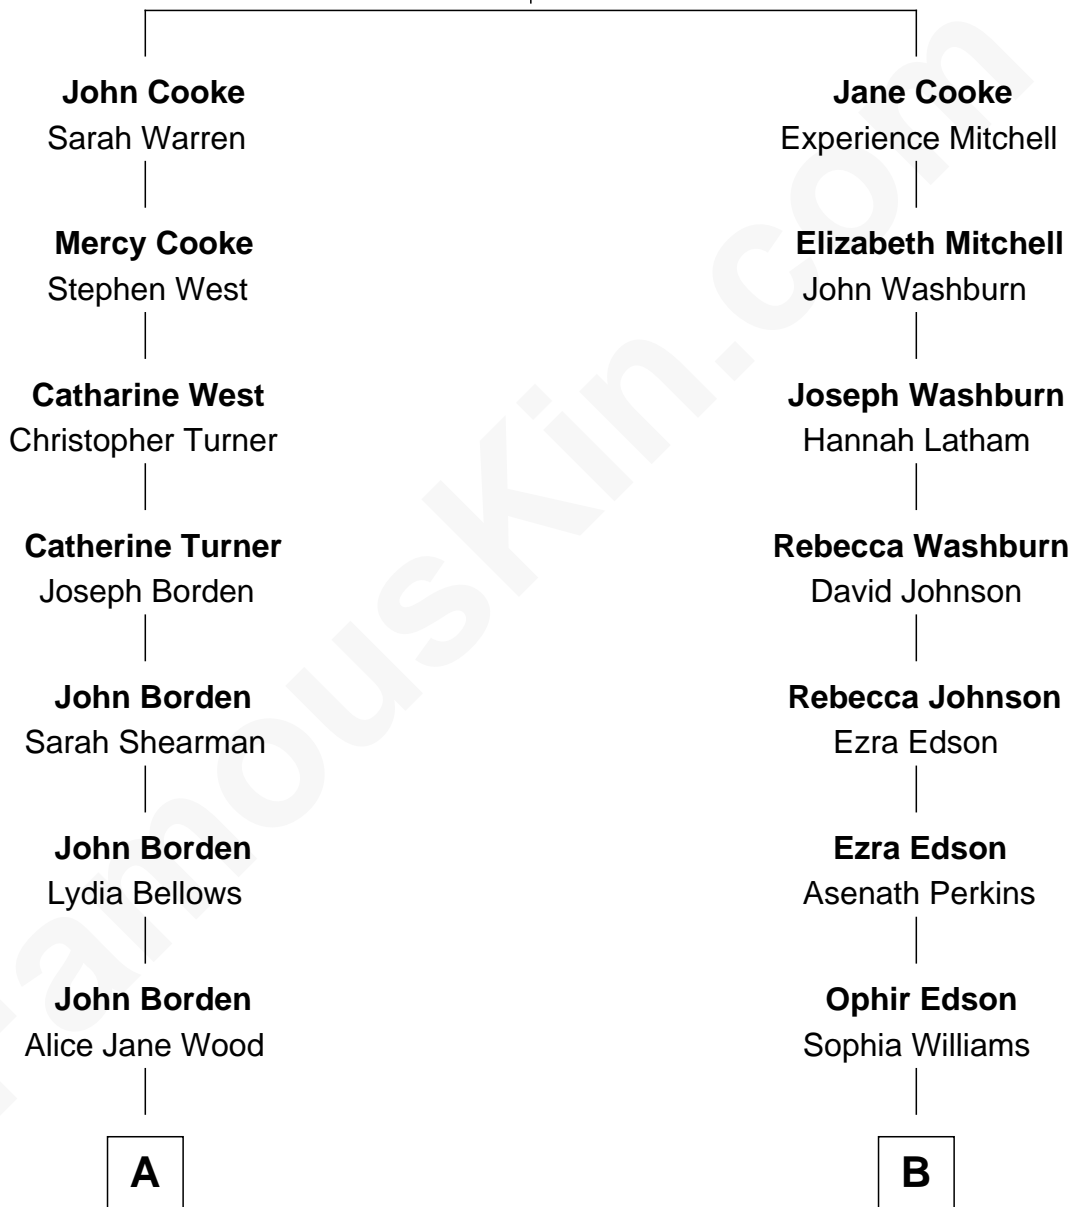 John Cooke
Sarah Warren
Mercy Cooke
Stephen West
Catharine West
Christopher Turner
Catherine Turner
Joseph Borden
John Borden
Sarah Shearman
John Borden
Lydia Bellows
John Borden
Alice Jane Wood
A
Jane Cooke
Experience Mitchell
Elizabeth Mitchell
John Washburn
Joseph Washburn
Hannah Latham
Rebecca Washburn
David Johnson
Rebecca Johnson
Ezra Edson
Ezra Edson
Asenath Perkins
Ophir Edson
Sophia Williams
B
FamousKin.com